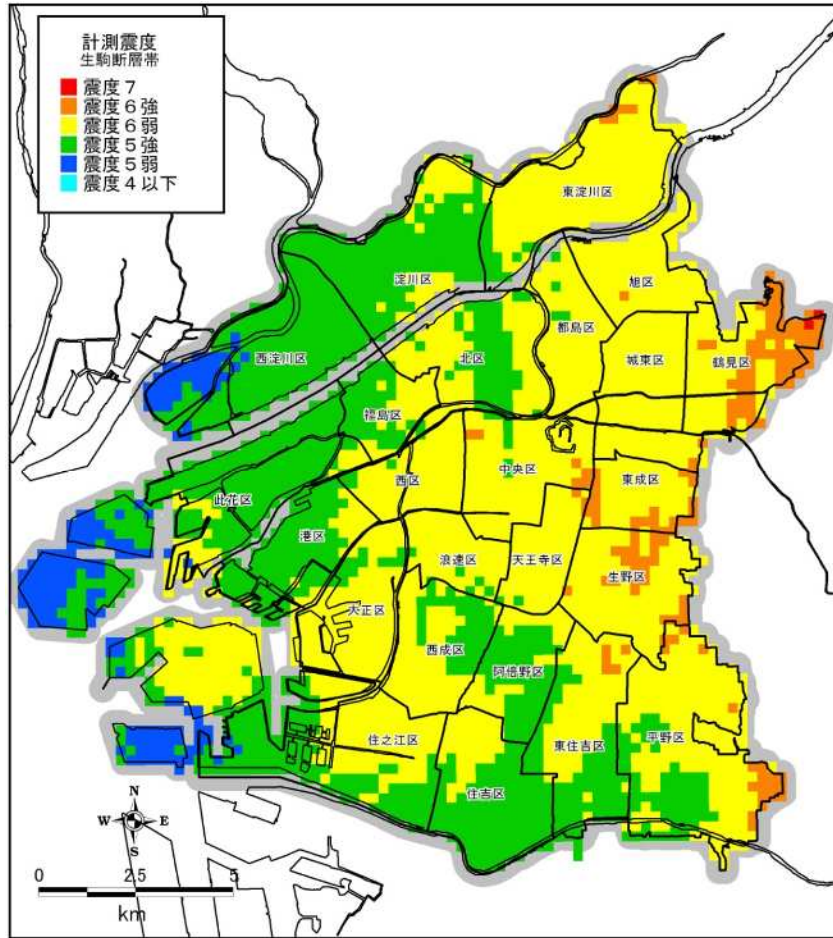 計測震度
生駒断層帯
震度７
震度６強
震度６弱
震度５強
震度５弱
震度４以下
東淀川区
淀川区
旭区
都島区
西淀川区
北区
城東区
鶴見区
福島区
中央区
西区
東成区
此花区
港区
浪速区
天王寺区
生野区
大正区
西成区
阿倍野区
住之江区
東住吉区
平野区
住吉区
N
W E
S
0 2.5 5
km